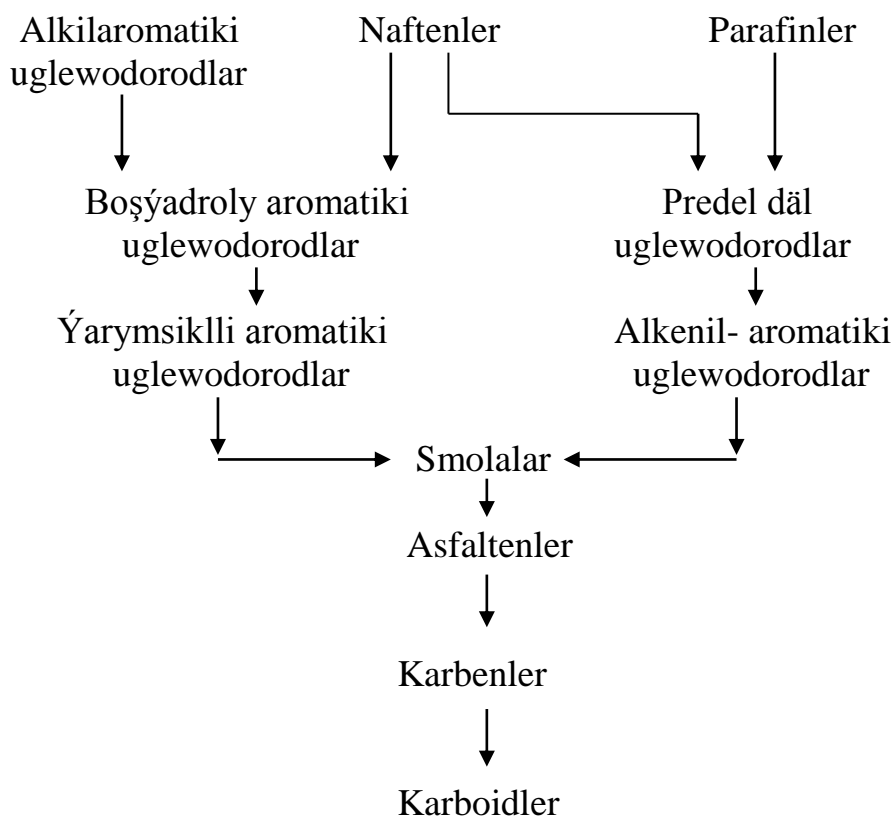 Alkilaromatiki
uglewodorodlar
Naftenler
Parafinler
Boşýadroly aromatiki
uglewodorodlar
Predel däl
uglewodorodlar
Ýarymsiklli aromatiki
uglewodorodlar
Alkenil- aromatiki
uglewodorodlar
Smolalar
Asfaltenler
Karbenler
Karboidler